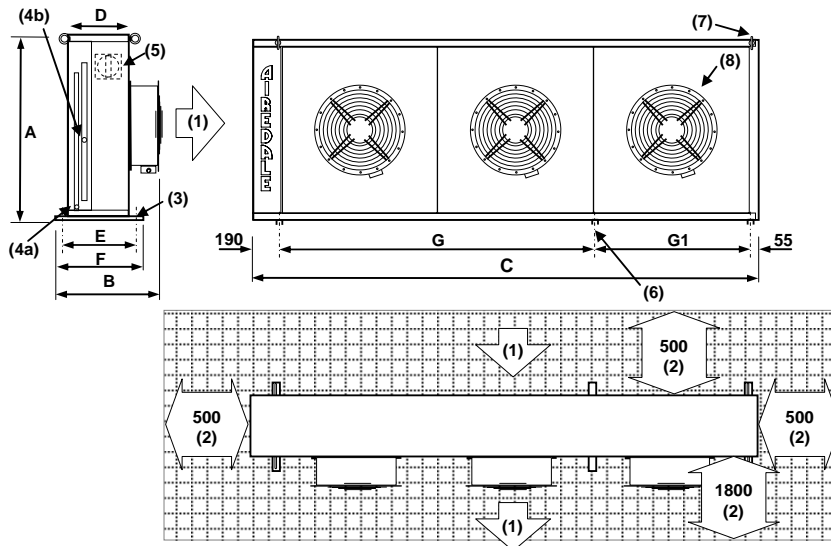 (4b)
D
(5)
(7)
(8)
A
(1)
AIREDALE
(3)
(4a)
E
F
B
190
G
G1
55
C
(6)
(1)
500
(2)
500
(2)
500
(2)
1800
(2)
(1)